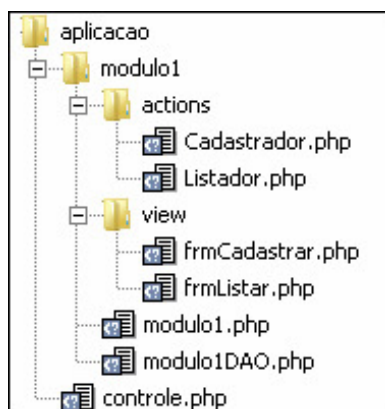 aplicacao
modulo1
actions
Cadastrador.php
Listador.php
view
frmCadastrar.php
frmListar.php
modulo1.php
modulo1DAO.php
controle.php